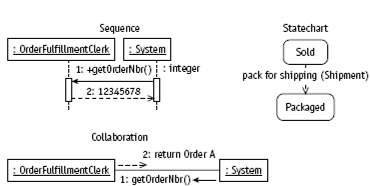 Sequence
: OrderFulfillmentClerk
: System
1: +getOrderNbr() : integer
2: 12345678
Statechart
Sold
pack for shipping (Shipment)
Packaged
Collaboration
: OrderFulfillmentClerk
2: return Order A
1: getOrderNbr()
: System